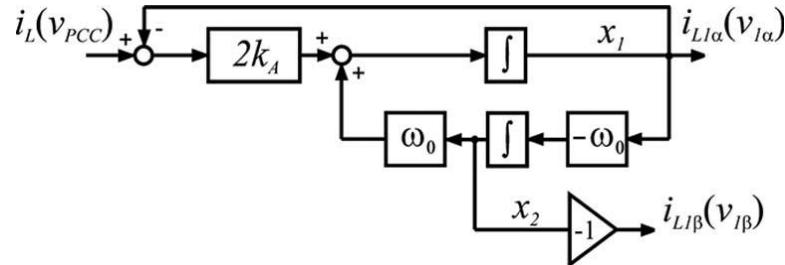 i_L(v_PCC) + - 2k_A + + ∫ x_1 i_L1α(v_1α)
ω_0 ∫ -ω_0
x_2 -1 i_L1β(v_1β)